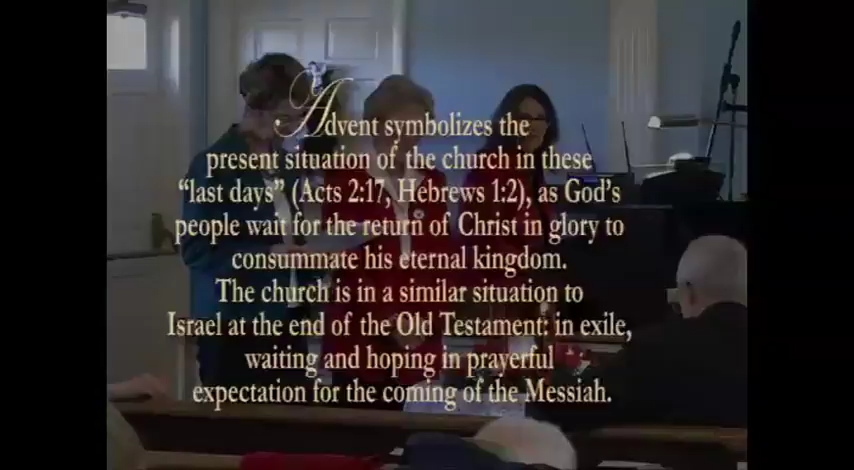 Advent symbolizes the
present situation of the church in these
“last days” (Acts 2:17, Hebrews 1:2), as God’s
people wait for the return of Christ in glory to
consummate his eternal kingdom.
The church is in a similar situation to
Israel at the end of the Old Testament: in exile,
waiting and hoping in prayerful
expectation for the coming of the Messiah.